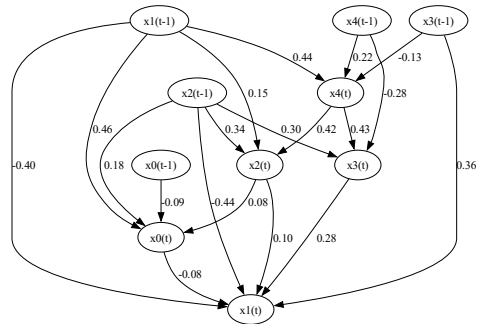 x1(t-1)
x4(t-1)
x3(t-1)
0.44
0.22
-0.13
x2(t-1)
x4(t)
0.15
-0.28
0.46
0.34
0.30
0.42
0.43
-0.40
0.18
x0(t-1)
x2(t)
x3(t)
0.36
-0.09
-0.44
0.08
x0(t)
0.10
0.28
-0.08
x1(t)